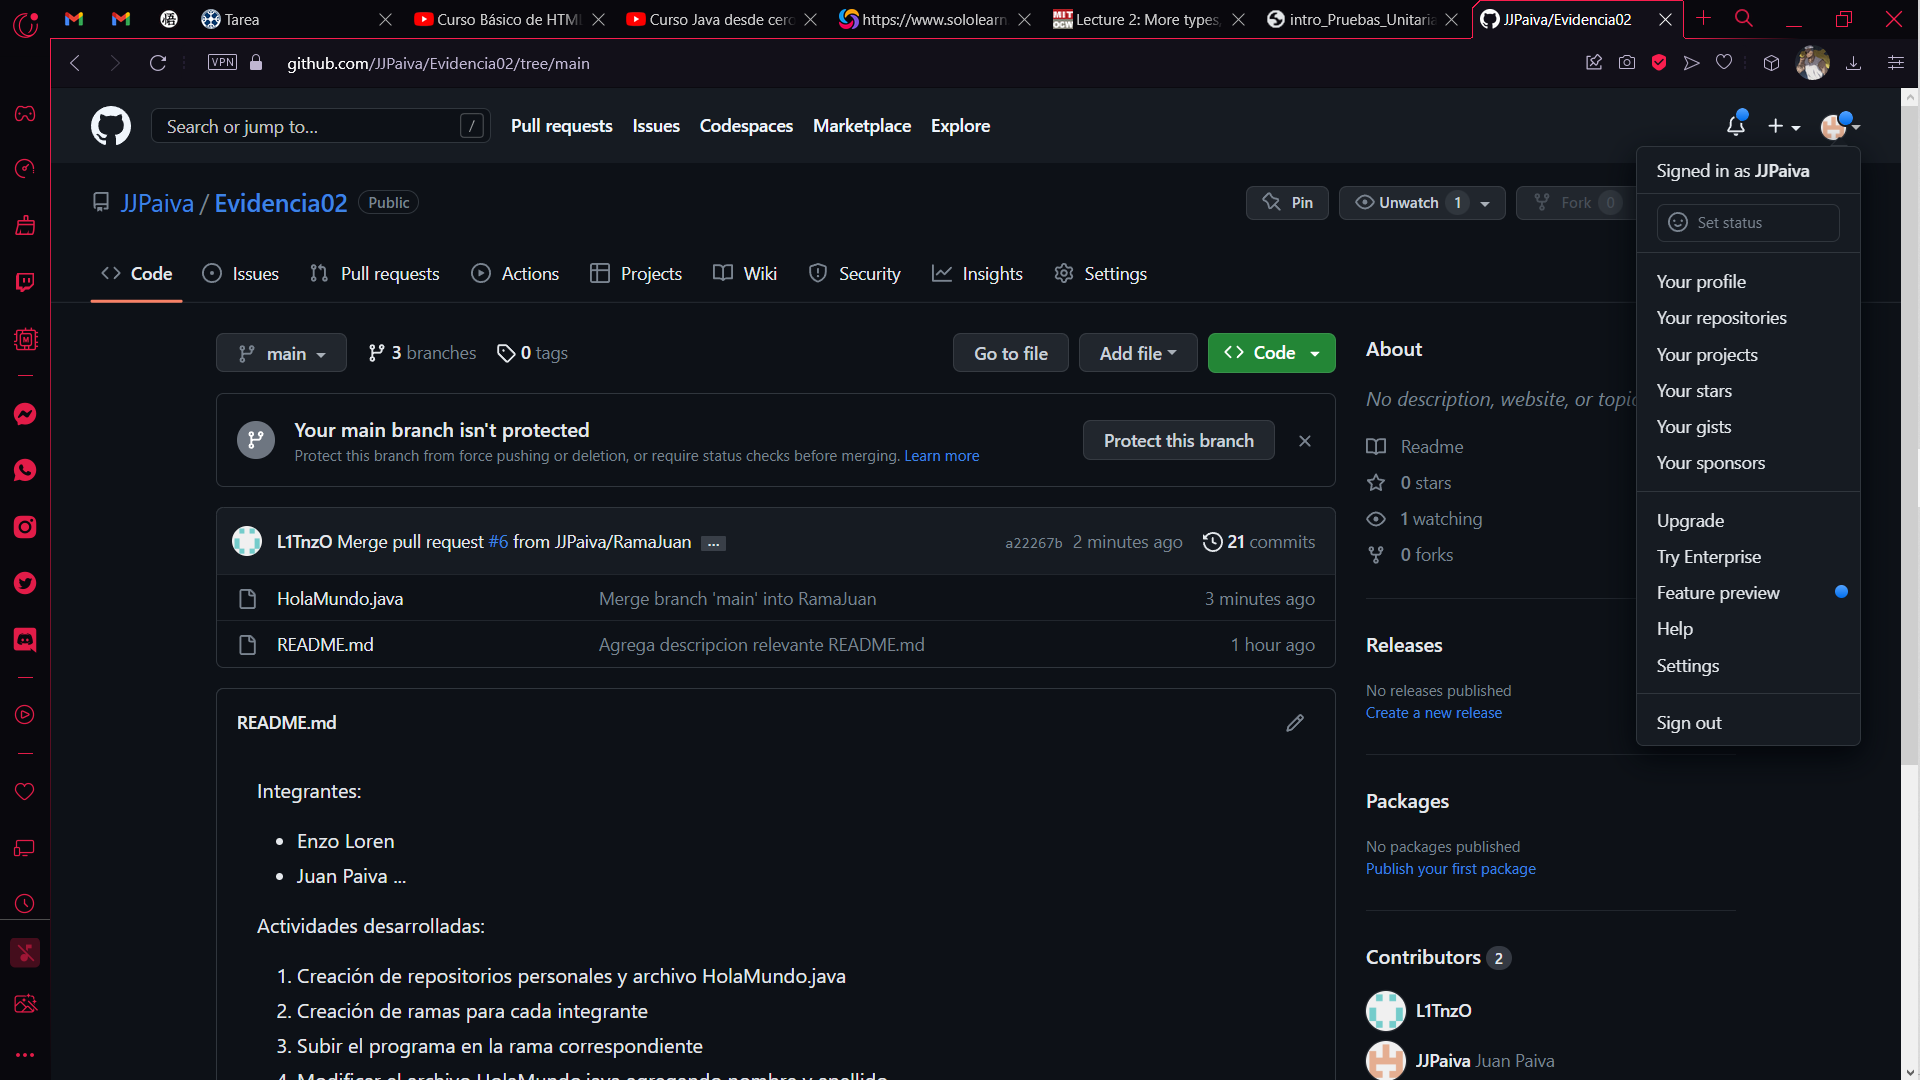 Tarea
Curso Básico de HTM
Curso Java desde cero
https://www.sololearn
Lecture 2: More types,
intro_Pruebas_Unitaria
JJPaiva/Evidencia02
VPN
github.com/JJPaiva/Evidencia02/tree/main
Search or jump to...
/
Pull requests
Issues
Codespaces
Marketplace
Explore
Signed in as JJPaiva
Set status
Your profile
Your repositories
Your projects
Your stars
Your gists
Your sponsors
Upgrade
Try Enterprise
Feature preview
Help
Settings
Sign out
JJPaiva / Evidencia02
Public
Pin
Unwatch 1
Fork 0
Code
Issues
Pull requests
Actions
Projects
Wiki
Security
Insights
Settings
main
3 branches
0 tags
Go to file
Add file
Code
Your main branch isn't protected
Protect this branch from force pushing or deletion, or require status checks before merging. Learn more
Protect this branch
L1TnzO Merge pull request #6 from JJPaiva/RamaJuan ...
a22267b 2 minutes ago
21 commits
HolaMundo.java
Merge branch 'main' into RamaJuan
3 minutes ago
README.md
Agrega descripcion relevante README.md
1 hour ago
README.md
Integrantes:
• Enzo Loren
• Juan Paiva ...
Actividades desarrolladas:
1. Creación de repositorios personales y archivo HolaMundo.java
2. Creación de ramas para cada integrante
3. Subir el programa en la rama correspondiente
4. Modificar el archivo HolaMundo.java agregando nombre y apellido
About
No description, website, or topic
Readme
0 stars
1 watching
0 forks
Releases
No releases published
Create a new release
Packages
No packages published
Publish your first package
Contributors 2
L1TnzO
JJPaiva Juan Paiva